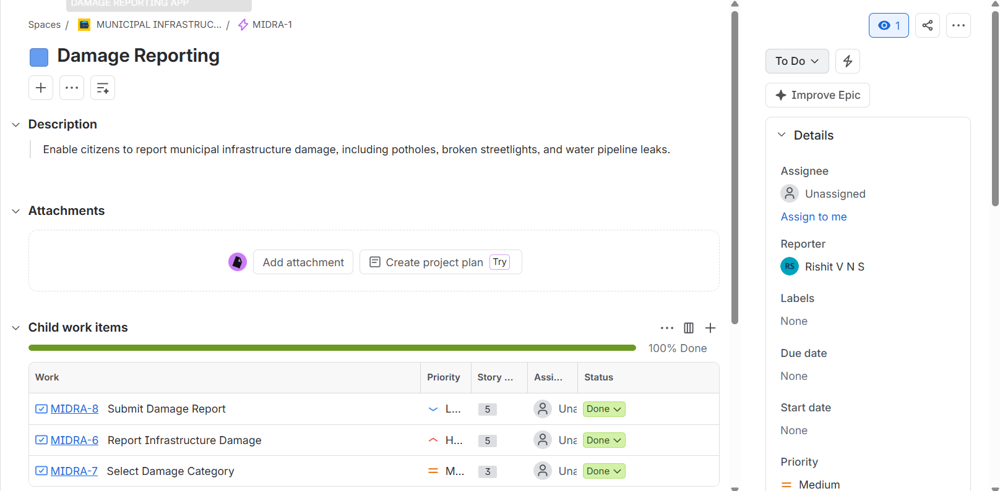 DAMAGE REPORTING APP
Spaces / MUNICIPAL INFRASTRUC... / MIDRA-1
1
Damage Reporting
To Do
Improve Epic
Description
Enable citizens to report municipal infrastructure damage, including potholes, broken streetlights, and water pipeline leaks.
Details
Assignee
Unassigned
Assign to me
Reporter
RS Rishit V N S
Labels
None
Due date
None
Start date
None
Priority
Medium
Attachments
Add attachment
Create project plan Try
Child work items
100% Done
Work Priority Story ... Assi... Status
MIDRA-8 Submit Damage Report L... 5 Una Done
MIDRA-6 Report Infrastructure Damage H... 5 Una Done
MIDRA-7 Select Damage Category M... 3 Una Done